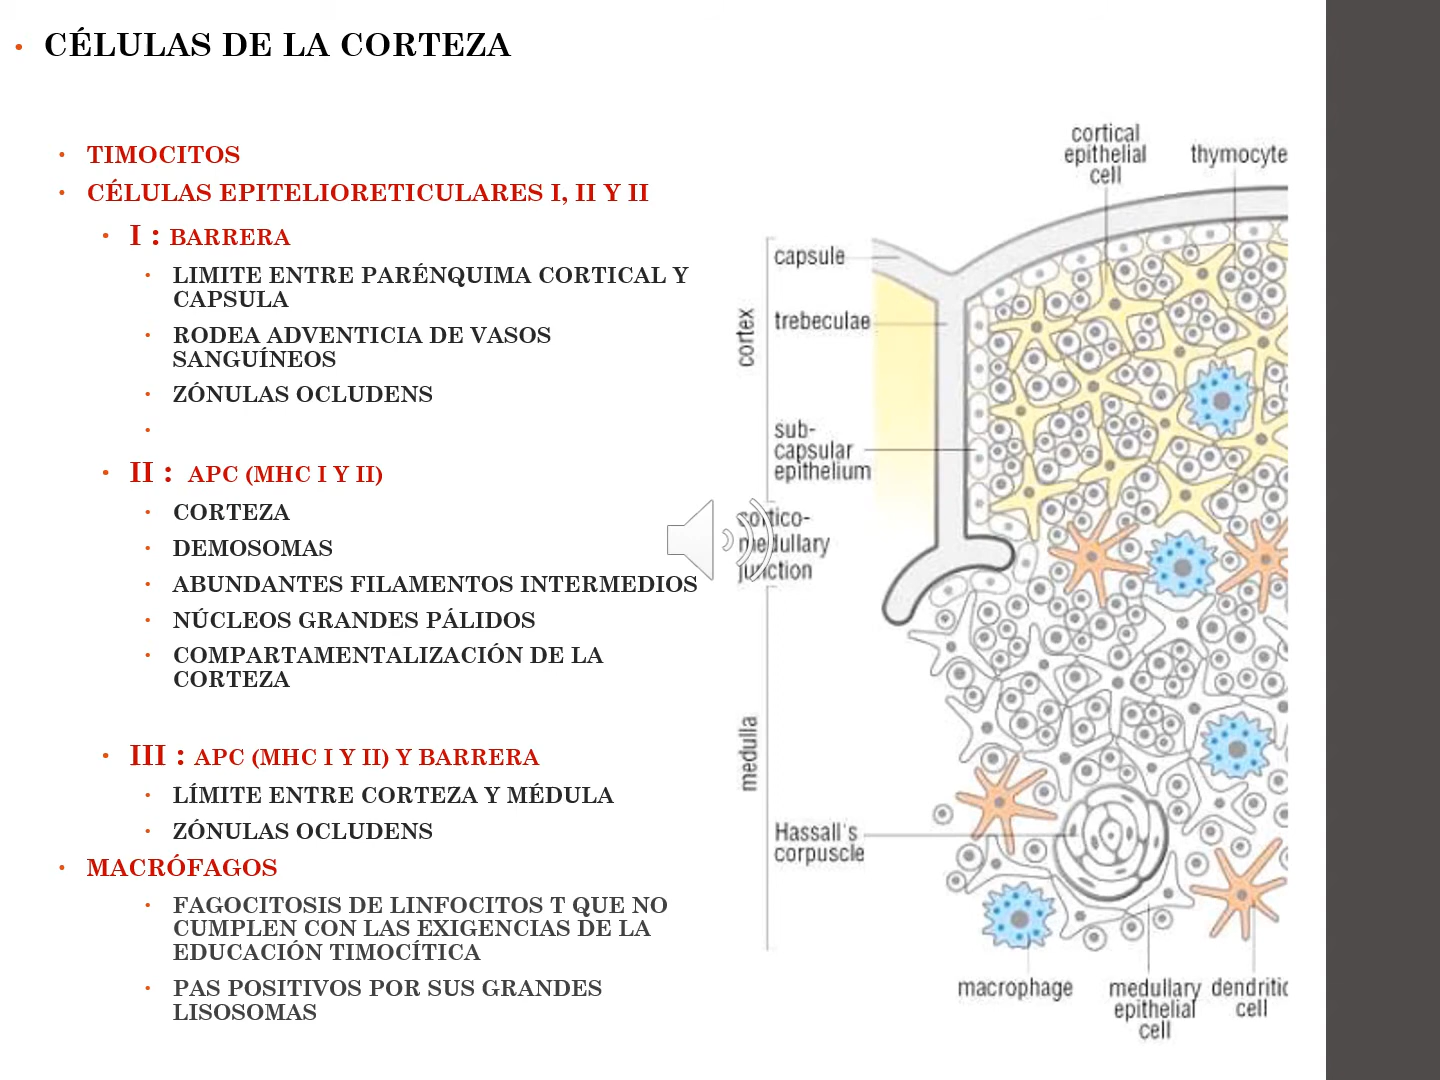 CÉLULAS DE LA CORTEZA
TIMOCITOS
CÉLULAS EPITELIORETICULARES I, II Y II
I : BARRERA
LIMITE ENTRE PARÉNQUIMA CORTICAL Y
CAPSULA
RODEA ADVENTICIA DE VASOS
SANGUÍNEOS
ZÓNULAS OCLUDENS
II : APC (MHC I Y II)
CORTEZA
DEMOSOMAS
ABUNDANTES FILAMENTOS INTERMEDIOS
NÚCLEOS GRANDES PÁLIDOS
COMPARTAMENTALIZACIÓN DE LA
CORTEZA
III : APC (MHC I Y II) Y BARRERA
LÍMITE ENTRE CORTEZA Y MÉDULA
ZÓNULAS OCLUDENS
MACRÓFAGOS
FAGOCITOSIS DE LINFOCITOS T QUE NO
CUMPLEN CON LAS EXIGENCIAS DE LA
EDUCACIÓN TIMOCÍTICA
PAS POSITIVOS POR SUS GRANDES
LISOSOMAS
cortical
epithelial
cell
thymocyte
capsule
trebeculae
cortex
sub-
capsular
epithelium
cortico-
medullary
junction
medulla
Hassall's
corpuscle
macrophage
medullary
epithelial
cell
dendritic
cell